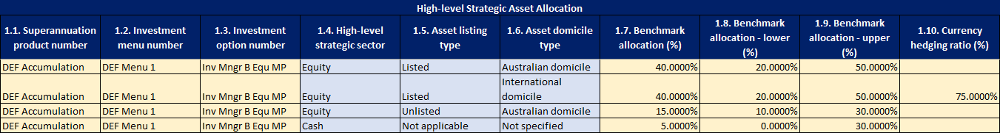 High-level Strategic Asset Allocation
1.1. Superannuation product number 1.2. Investment menu number 1.3. Investment option number 1.4. High-level strategic sector 1.5. Asset listing type 1.6. Asset domicile type 1.7. Benchmark allocation (%) 1.8. Benchmark allocation - lower (%) 1.9. Benchmark allocation - upper (%) 1.10. Currency hedging ratio (%)
DEF Accumulation DEF Menu 1 Inv Mngr B Equ MP Equity Listed Australian domicile 40.0000% 20.0000% 50.0000%
DEF Accumulation DEF Menu 1 Inv Mngr B Equ MP Equity Listed International domicile 40.0000% 20.0000% 50.0000% 75.0000%
DEF Accumulation DEF Menu 1 Inv Mngr B Equ MP Equity Unlisted Australian domicile 15.0000% 10.0000% 30.0000%
DEF Accumulation DEF Menu 1 Inv Mngr B Equ MP Cash Not applicable Not specified 5.0000% 0.0000% 30.0000%